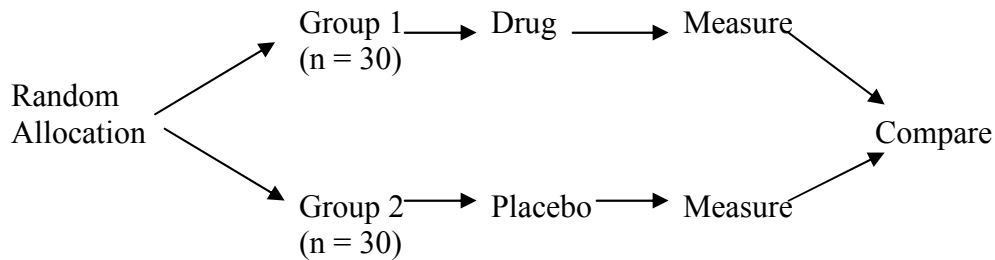 Group 1 Drug Measure
(n = 30)
Random
Allocation Compare
Group 2 Placebo Measure
(n = 30)